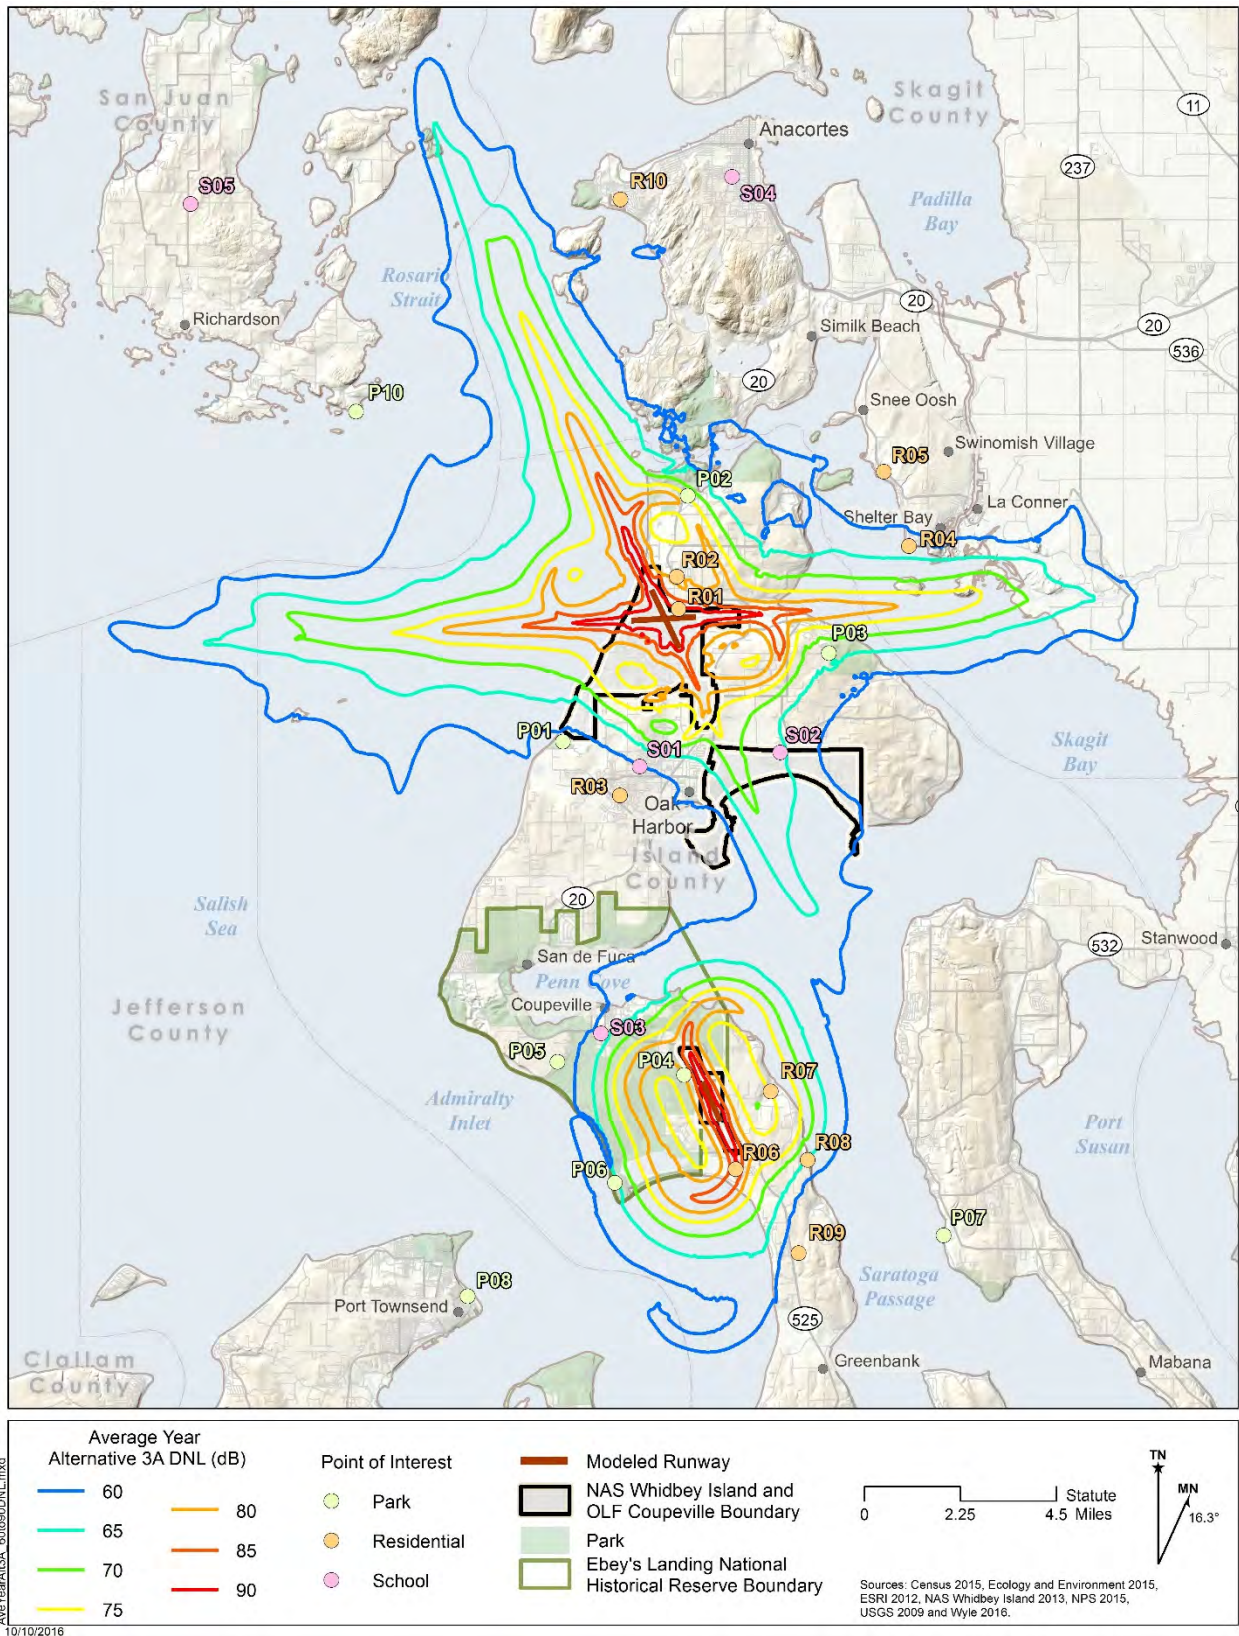 San Juan
County
Skagit
County
11
Anacortes
237
S05
R10
S04
Padilla
Bay
Rosario
Strait
Richardson
20
Similk Beach
20
536
P10
20
Snee Oosh
Swinomish Village
R05
P02
La Conner
Shelter Bay
R04
R02
R01
P03
P01
S01
S02
Skagit
Bay
R03
Oak
Harbor
Island
County
20
Salish
Sea
Stanwood
532
San de Fuca
Penn Cove
Jefferson
County
Coupeville
S03
P05
P04
R07
Admiralty
Inlet
Port
Susan
R08
R06
P06
P07
R09
Saratoga
Passage
P08
Port Townsend
525
Clallam
County
Greenbank
Mabana
Average Year
Alternative 3A DNL (dB)
60
65
70
75
80
85
90
Point of Interest
Park
Residential
School
Modeled Runway
NAS Whidbey Island and
OLF Coupeville Boundary
Park
Ebey's Landing National
Historical Reserve Boundary
0 2.25 4.5
Statute
Miles
TN
MN
16.3°
Sources: Census 2015, Ecology and Environment 2015,
ESRI 2012, NAS Whidbey Island 2013, NPS 2015,
USGS 2009 and Wyle 2016.
10/10/2016